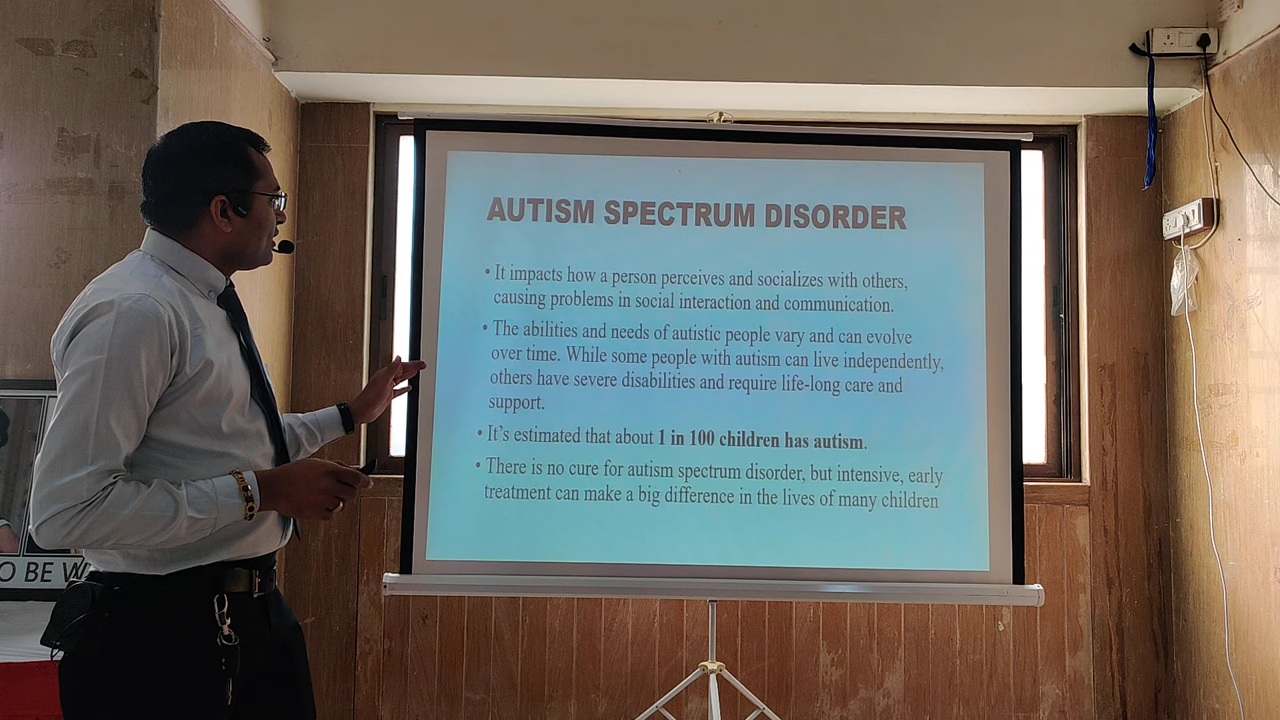 AUTISM SPECTRUM DISORDER
• It impacts how a person perceives and socializes with others,
causing problems in social interaction and communication.
• The abilities and needs of autistic people vary and can evolve
over time. While some people with autism can live independently,
others have severe disabilities and require life-long care and
support.
• It's estimated that about 1 in 100 children has autism.
• There is no cure for autism spectrum disorder, but intensive, early
treatment can make a big difference in the lives of many children
O BE W